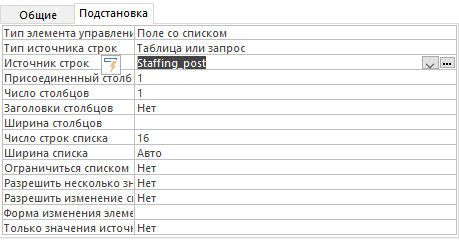 Общие Подстановка
Тип элемента управлени Поле со списком
Тип источника строк Таблица или запрос
Источник строк Staffing_post
Присоединенный столб 1
Число столбцов 1
Заголовки столбцов Нет
Ширина столбцов
Число строк списка 16
Ширина списка Авто
Ограничиться списком Нет
Разрешить несколько зн Нет
Разрешить изменение сп Нет
Форма изменения элеме
Только значения источн Нет